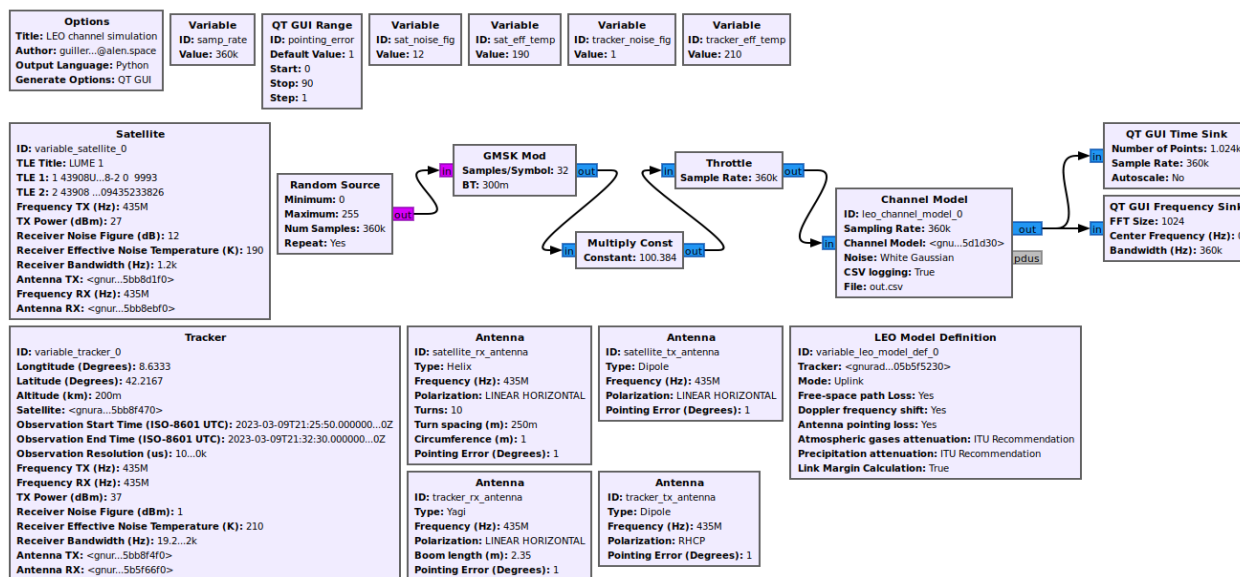 Options
Title: LEO channel simulation
Author: guiller...@alen.space
Output Language: Python
Generate Options: QT GUI
Variable
ID: samp_rate
Value: 360k
QT GUI Range
ID: pointing_error
Default Value: 1
Start: 0
Stop: 90
Step: 1
Variable
ID: sat_noise_fig
Value: 12
Variable
ID: sat_eff_temp
Value: 190
Variable
ID: tracker_noise_fig
Value: 1
Variable
ID: tracker_eff_temp
Value: 210
Satellite
ID: variable_satellite_0
TLE Title: LUME 1
TLE 1: 1 43908U...8-2 0 9993
TLE 2: 2 43908 ...09435233826
Frequency TX (Hz): 435M
TX Power (dBm): 27
Receiver Noise Figure (dB): 12
Receiver Effective Noise Temperature (K): 190
Receiver Bandwidth (Hz): 1.2k
Antenna TX: <gnur...5bb8d1f0>
Frequency RX (Hz): 435M
Antenna RX: <gnur...5bb8ebf0>
Random Source
Minimum: 0
Maximum: 255
Num Samples: 360k
Repeat: Yes
out
in
GMSK Mod
Samples/Symbol: 32
BT: 300m
out
in
Multiply Const
Constant: 100.384
out
in
Throttle
Sample Rate: 360k
out
in
Channel Model
ID: leo_channel_model_0
Sampling Rate: 360k
Channel Model: <gnu...5d1d30>
Noise: White Gaussian
CSV logging: True
File: out.csv
out
pdus
in
QT GUI Time Sink
Number of Points: 1.024k
Sample Rate: 360k
Autoscale: No
in
QT GUI Frequency Sink
FFT Size: 1024
Center Frequency (Hz): 0
Bandwidth (Hz): 360k
Tracker
ID: variable_tracker_0
Longtitude (Degrees): 8.6333
Latitude (Degrees): 42.2167
Altitude (km): 200m
Satellite: <gnura...5bb8f470>
Observation Start Time (ISO-8601 UTC): 2023-03-09T21:25:50.000000...0Z
Observation End Time (ISO-8601 UTC): 2023-03-09T21:32:30.000000...0Z
Observation Resolution (us): 10...0k
Frequency TX (Hz): 435M
Frequency RX (Hz): 435M
TX Power (dBm): 37
Receiver Noise Figure (dBm): 1
Receiver Effective Noise Temperature (K): 210
Receiver Bandwidth (Hz): 19.2...2k
Antenna TX: <gnur...5bb8f4f0>
Antenna RX: <gnur...5b5f66f0>
Antenna
ID: satellite_rx_antenna
Type: Helix
Frequency (Hz): 435M
Polarization: LINEAR HORIZONTAL
Turns: 10
Turn spacing (m): 250m
Circumference (m): 1
Pointing Error (Degrees): 1
Antenna
ID: satellite_tx_antenna
Type: Dipole
Frequency (Hz): 435M
Polarization: LINEAR HORIZONTAL
Pointing Error (Degrees): 1
LEO Model Definition
ID: variable_leo_model_def_0
Tracker: <gnurad...05b5f5230>
Mode: Uplink
Free-space path Loss: Yes
Doppler frequency shift: Yes
Antenna pointing loss: Yes
Atmospheric gases attenuation: ITU Recommendation
Precipitation attenuation: ITU Recommendation
Link Margin Calculation: True
Antenna
ID: tracker_rx_antenna
Type: Yagi
Frequency (Hz): 435M
Polarization: LINEAR HORIZONTAL
Boom length (m): 2.35
Pointing Error (Degrees): 1
Antenna
ID: tracker_tx_antenna
Type: Dipole
Frequency (Hz): 435M
Polarization: RHCP
Pointing Error (Degrees): 1